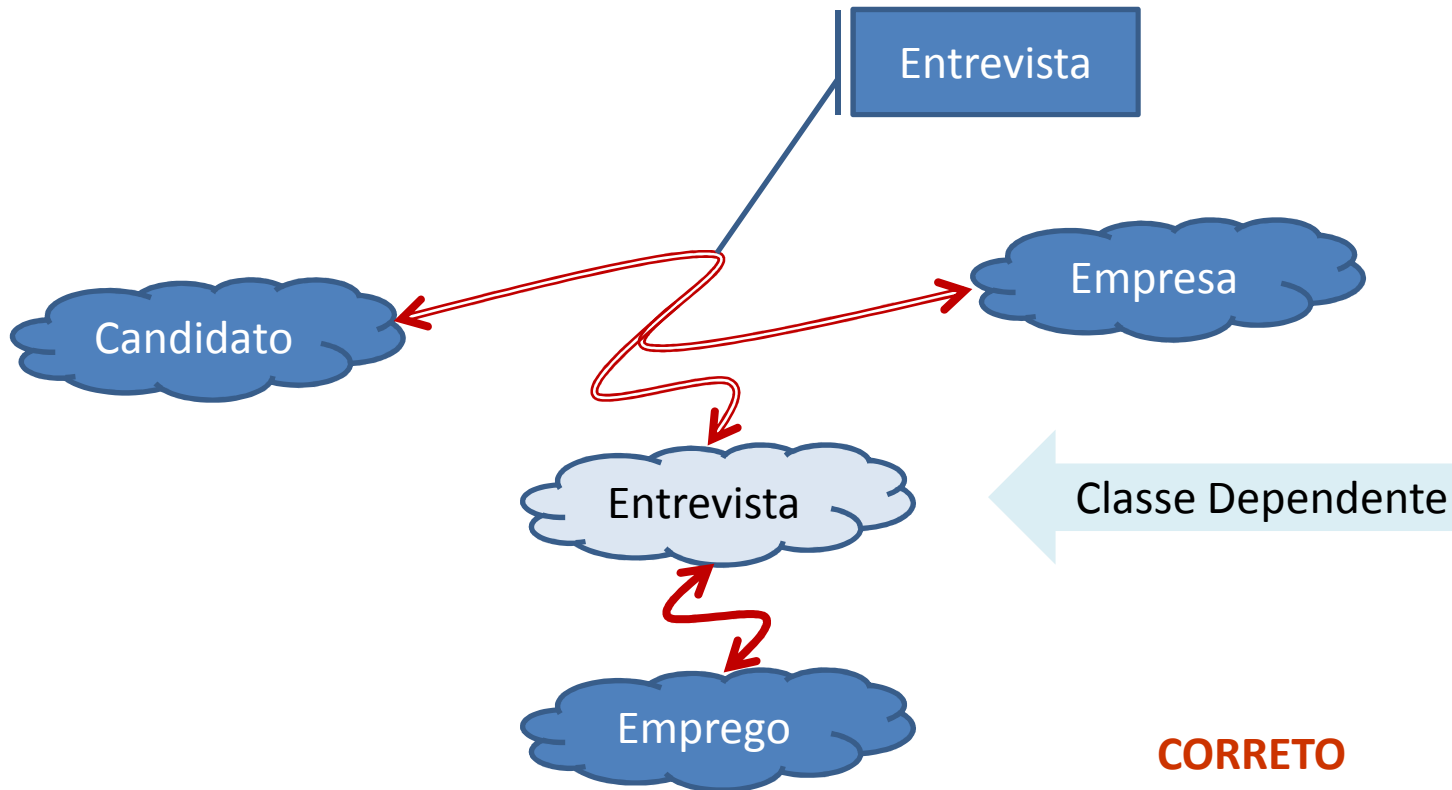 Entrevista
Empresa
Candidato
Entrevista
Classe Dependente
Emprego
CORRETO